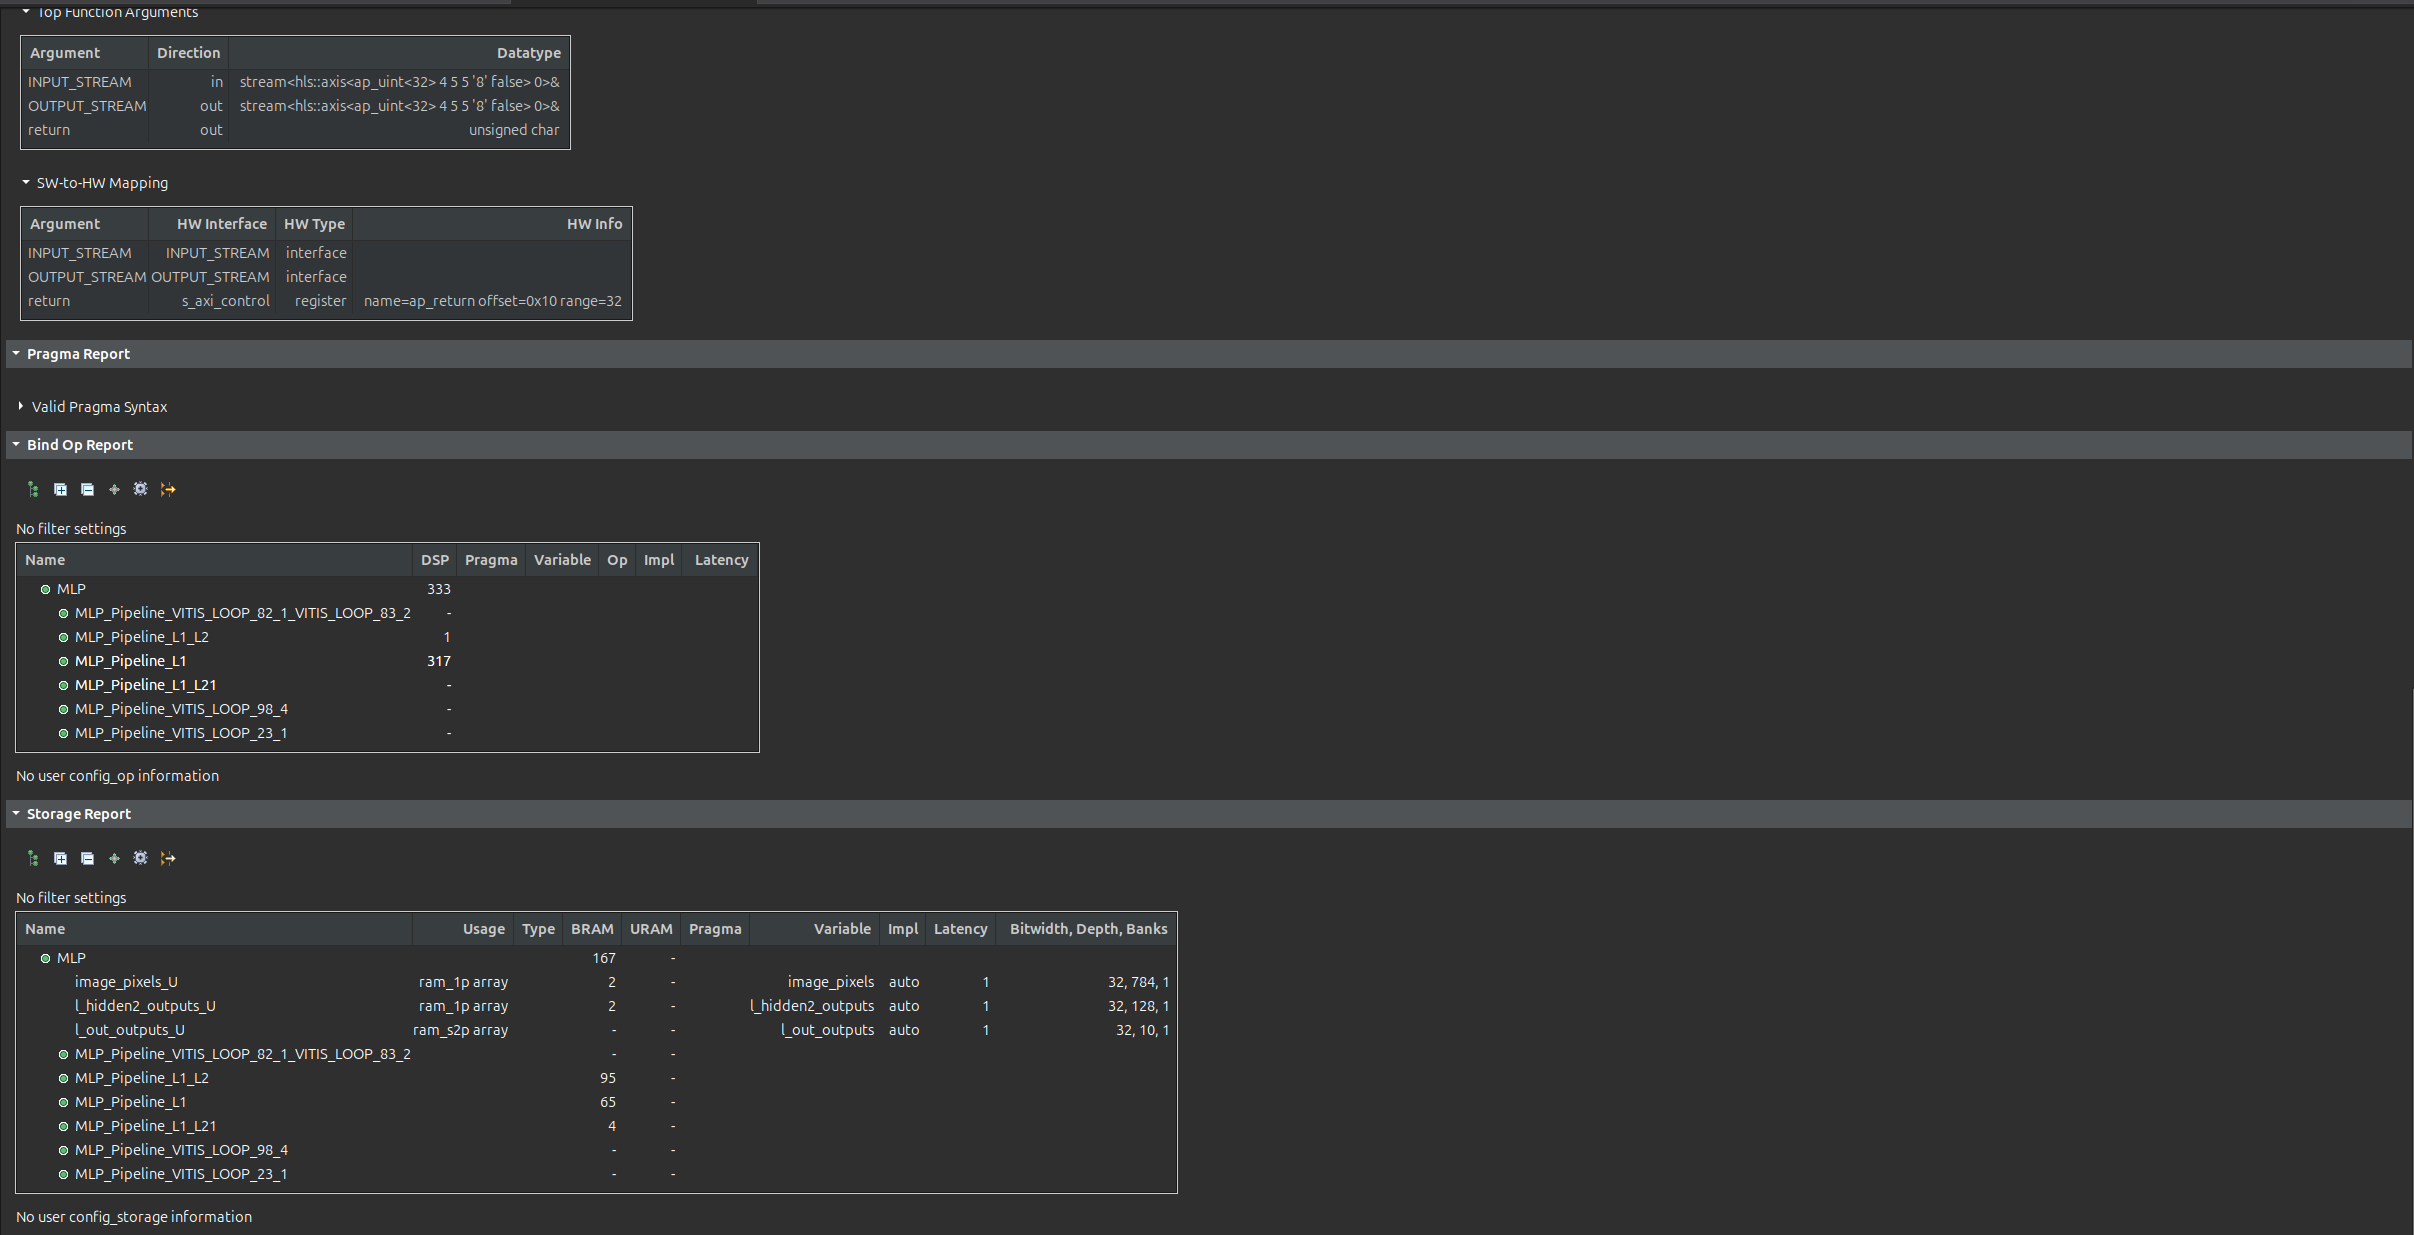 Top Function Arguments
Argument Direction Datatype
INPUT_STREAM in stream<hls::axis<ap_uint<32> 4 5 5 '8' false> 0>&
OUTPUT_STREAM out stream<hls::axis<ap_uint<32> 4 5 5 '8' false> 0>&
return out unsigned char
SW-to-HW Mapping
Argument HW Interface HW Type HW Info
INPUT_STREAM INPUT_STREAM interface
OUTPUT_STREAM OUTPUT_STREAM interface
return s_axi_control register name=ap_return offset=0x10 range=32
Pragma Report
Valid Pragma Syntax
Bind Op Report
No filter settings
Name DSP Pragma Variable Op Impl Latency
MLP 333
MLP_Pipeline_VITIS_LOOP_82_1_VITIS_LOOP_83_2 -
MLP_Pipeline_L1_L2 1
MLP_Pipeline_L1 317
MLP_Pipeline_L1_L21 -
MLP_Pipeline_VITIS_LOOP_98_4 -
MLP_Pipeline_VITIS_LOOP_23_1 -
No user config_op information
Storage Report
No filter settings
Name Usage Type BRAM URAM Pragma Variable Impl Latency Bitwidth, Depth, Banks
MLP 167 -
image_pixels_U ram_1p array 2 - image_pixels auto 1 32, 784, 1
l_hidden2_outputs_U ram_1p array 2 - l_hidden2_outputs auto 1 32, 128, 1
l_out_outputs_U ram_s2p array - - l_out_outputs auto 1 32, 10, 1
MLP_Pipeline_VITIS_LOOP_82_1_VITIS_LOOP_83_2 - -
MLP_Pipeline_L1_L2 95 -
MLP_Pipeline_L1 65 -
MLP_Pipeline_L1_L21 4 -
MLP_Pipeline_VITIS_LOOP_98_4 - -
MLP_Pipeline_VITIS_LOOP_23_1 - -
No user config_storage information